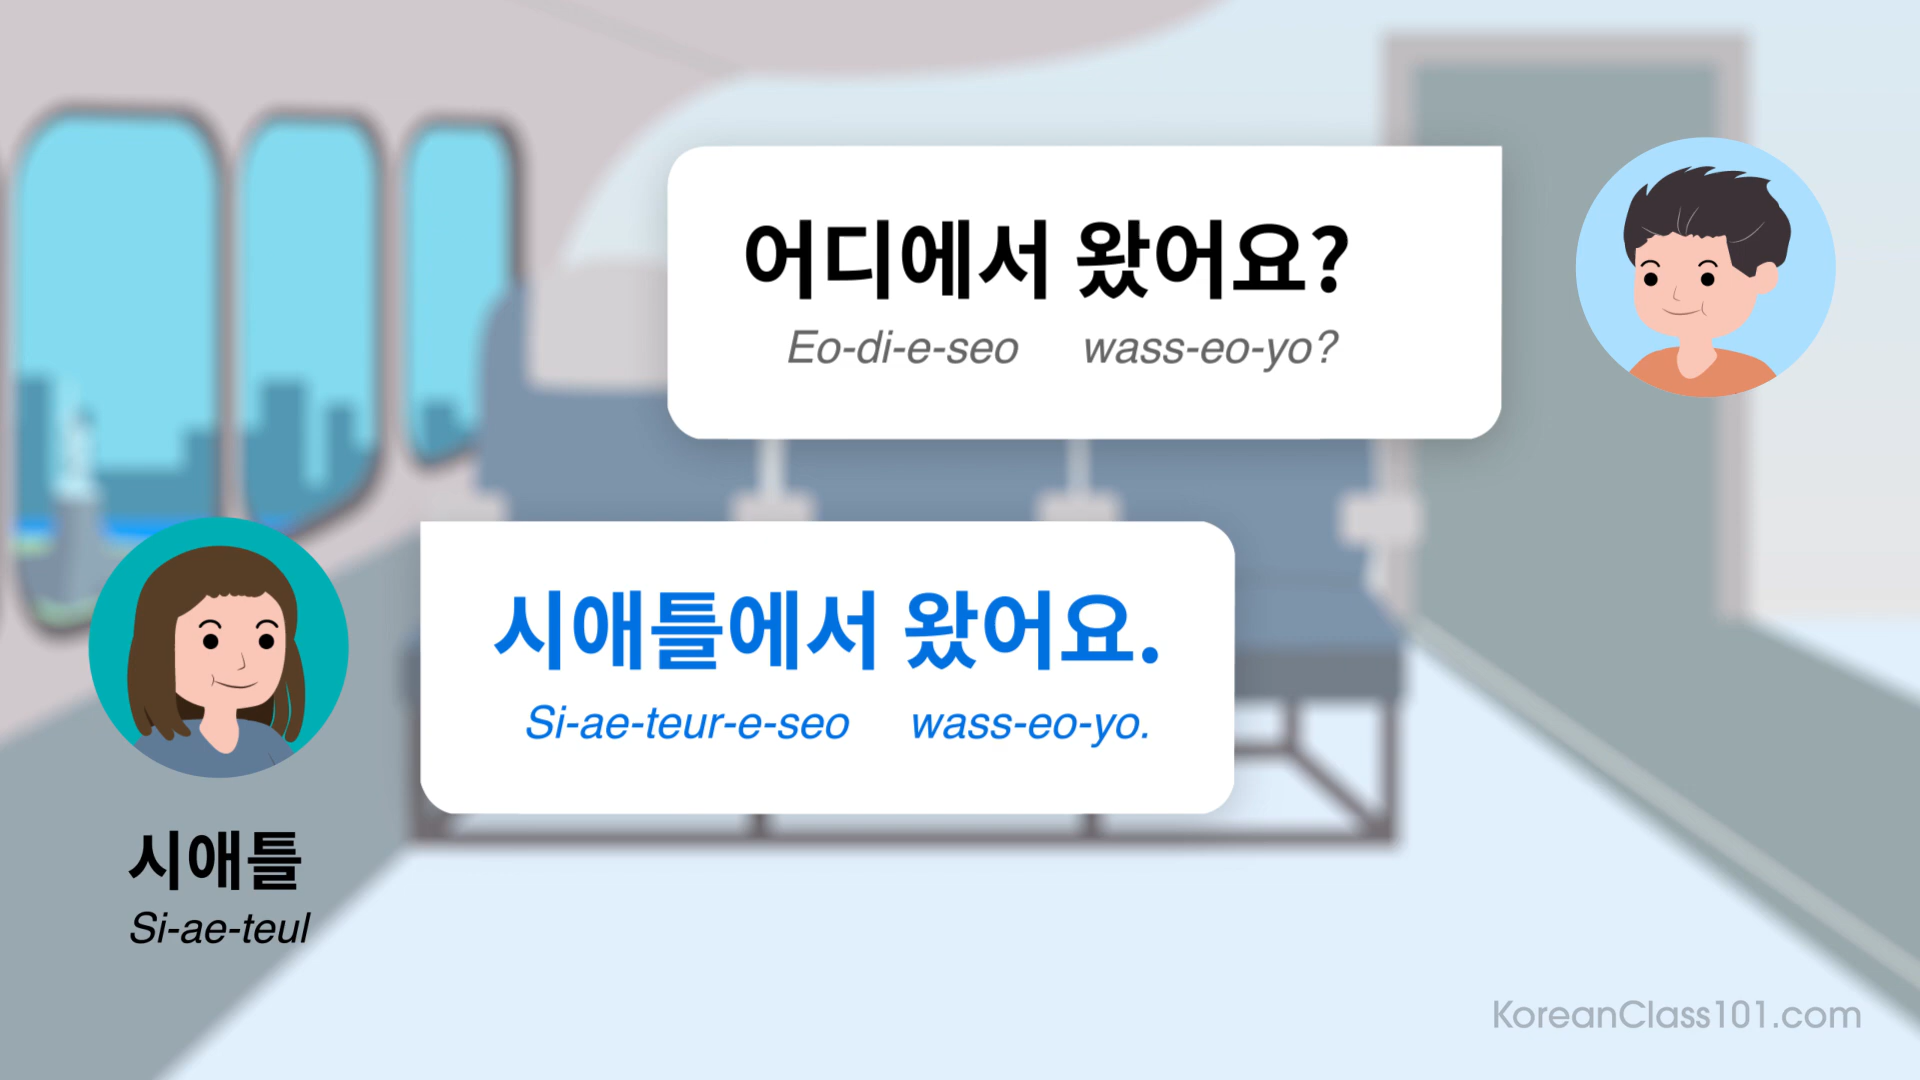 어디에서 왔어요?
Eo-di-e-seo wass-eo-yo?
시애틀에서 왔어요.
Si-ae-teur-e-seo wass-eo-yo.
시애틀
Si-ae-teul
KoreanClass101.com